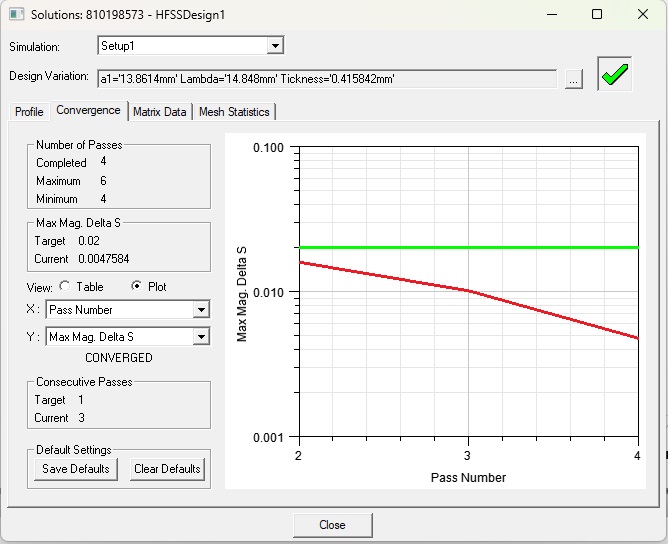 Solutions: 810198573 - HFSSDesign1
Simulation: Setup1
Design Variation: a1='13.8614mm' Lambda='14.848mm' Tickness='0.415842mm' ...
Profile Convergence Matrix Data Mesh Statistics
Number of Passes
Completed 4
Maximum 6
Minimum 4
Max Mag. Delta S
Target 0.02
Current 0.0047584
View: Table Plot
X : Pass Number
Y : Max Mag. Delta S
CONVERGED
Consecutive Passes
Target 1
Current 3
Default Settings
Save Defaults Clear Defaults
Max Mag. Delta S
0.100
0.010
0.001
2 3 4
Pass Number
Close